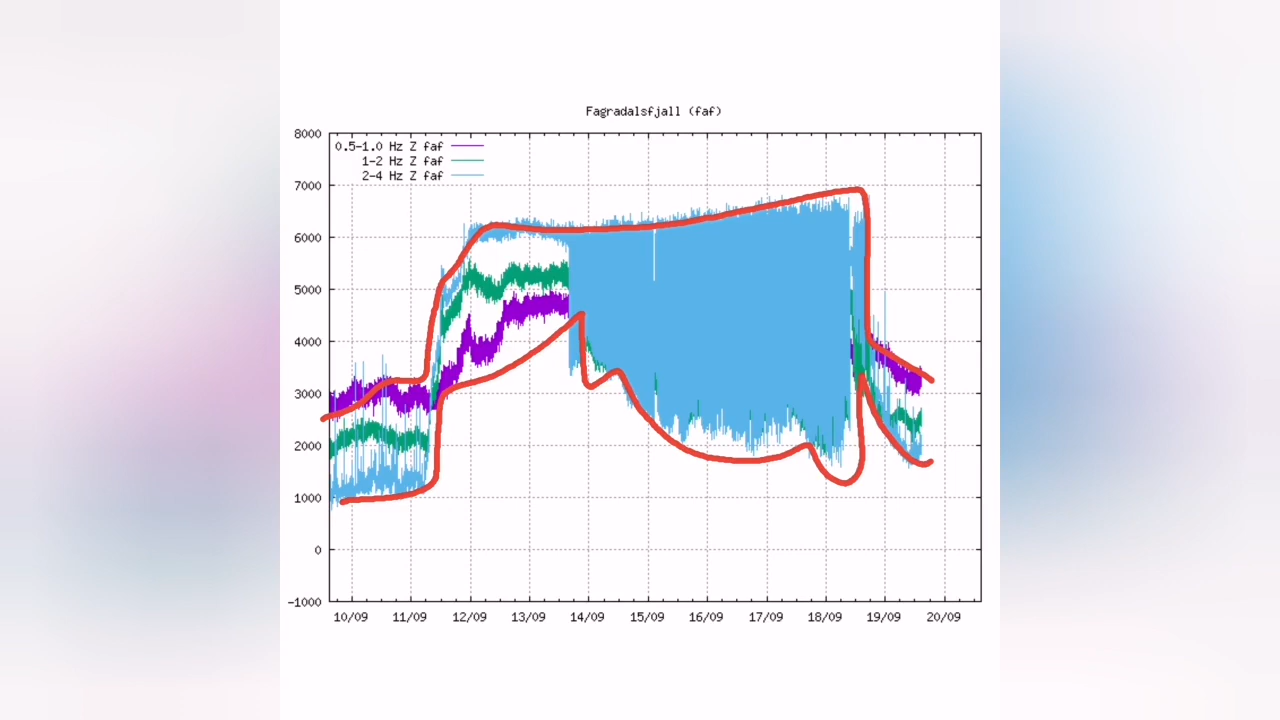 Fagradalsfjall (faf)
8000
0.5-1.0 Hz Z faf
1-2 Hz Z faf
2-4 Hz Z faf
7000
6000
5000
4000
3000
2000
1000
0
-1000
10/09 11/09 12/09 13/09 14/09 15/09 16/09 17/09 18/09 19/09 20/09